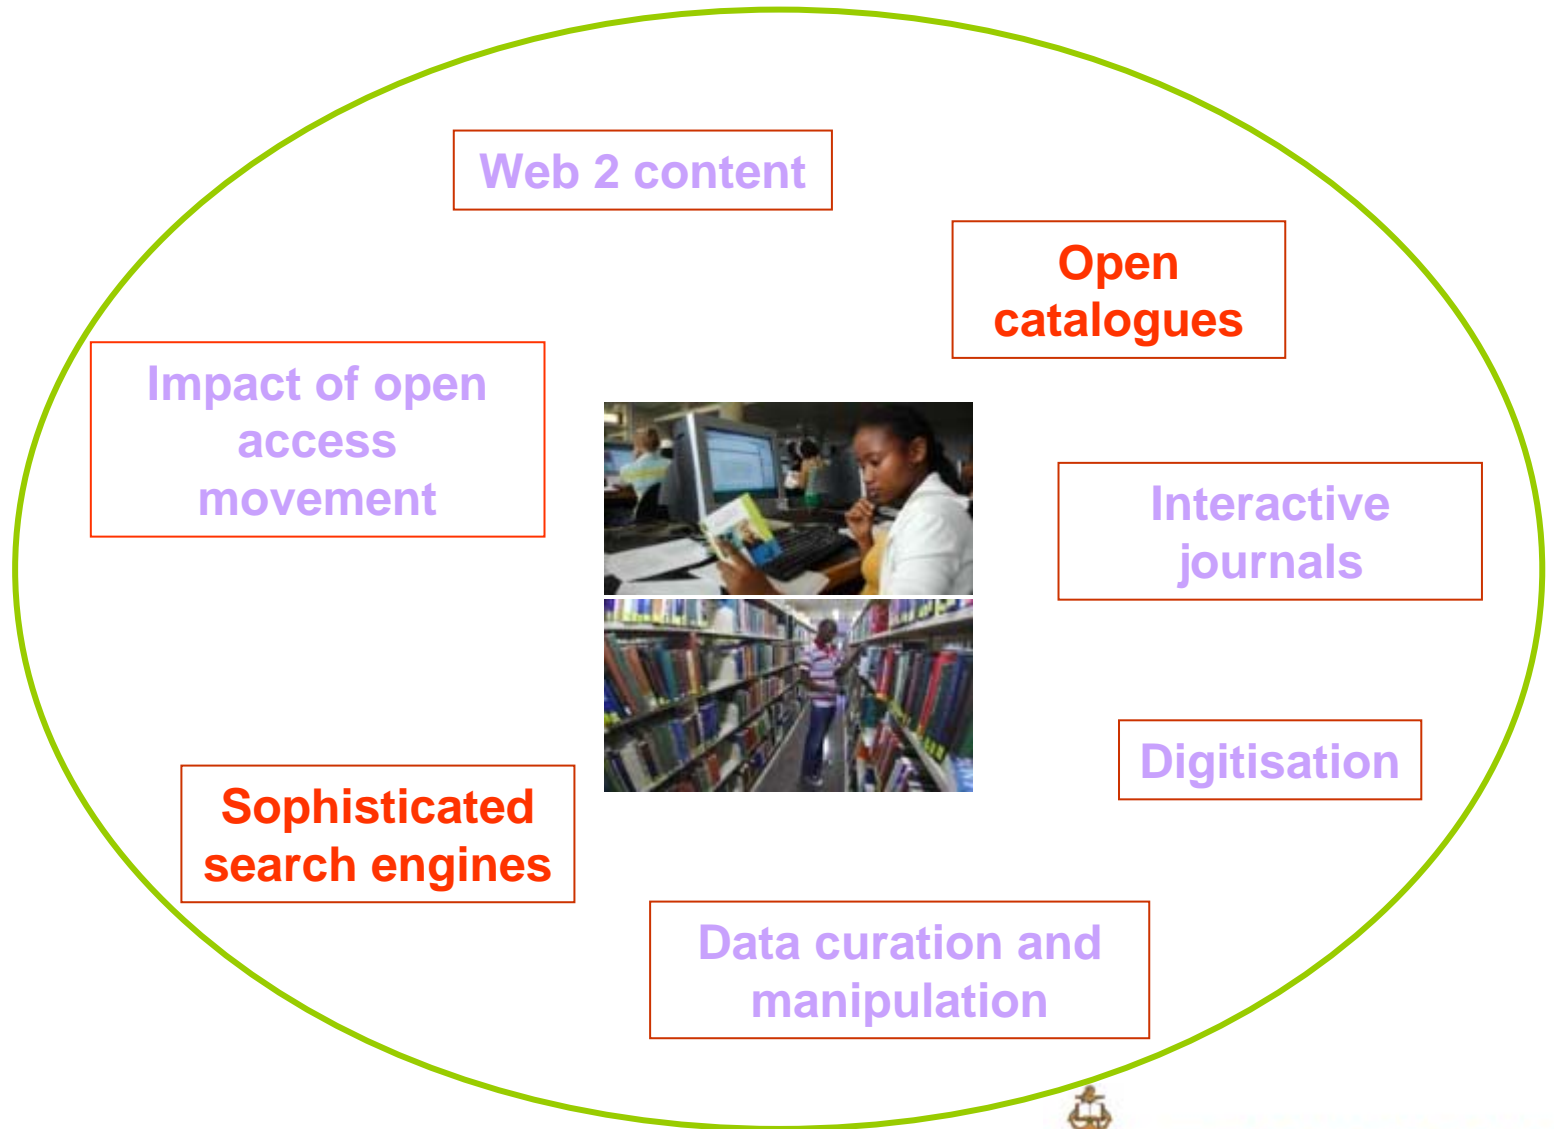 Web 2 content
Open
catalogues
Impact of open
access
movement
Interactive
journals
Digitisation
Sophisticated
search engines
Data curation and
manipulation